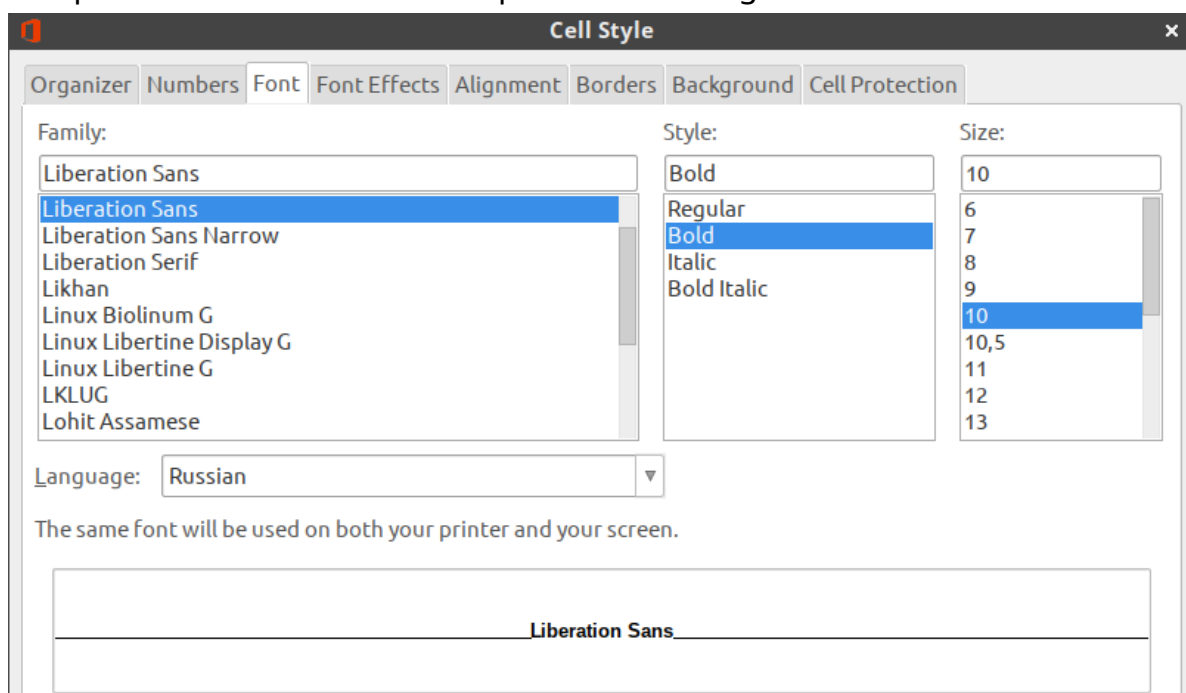 Cell Style
Organizer Numbers Font Font Effects Alignment Borders Background Cell Protection
Family: Style: Size:
Liberation Sans Bold 10
Liberation Sans Regular 6
Liberation Sans Narrow Bold 7
Liberation Serif Italic 8
Likhan Bold Italic 9
Linux Biolinum G 10
Linux Libertine Display G 10,5
Linux Libertine G 11
LKLUG 12
Lohit Assamese 13
Language: Russian
The same font will be used on both your printer and your screen.
Liberation Sans